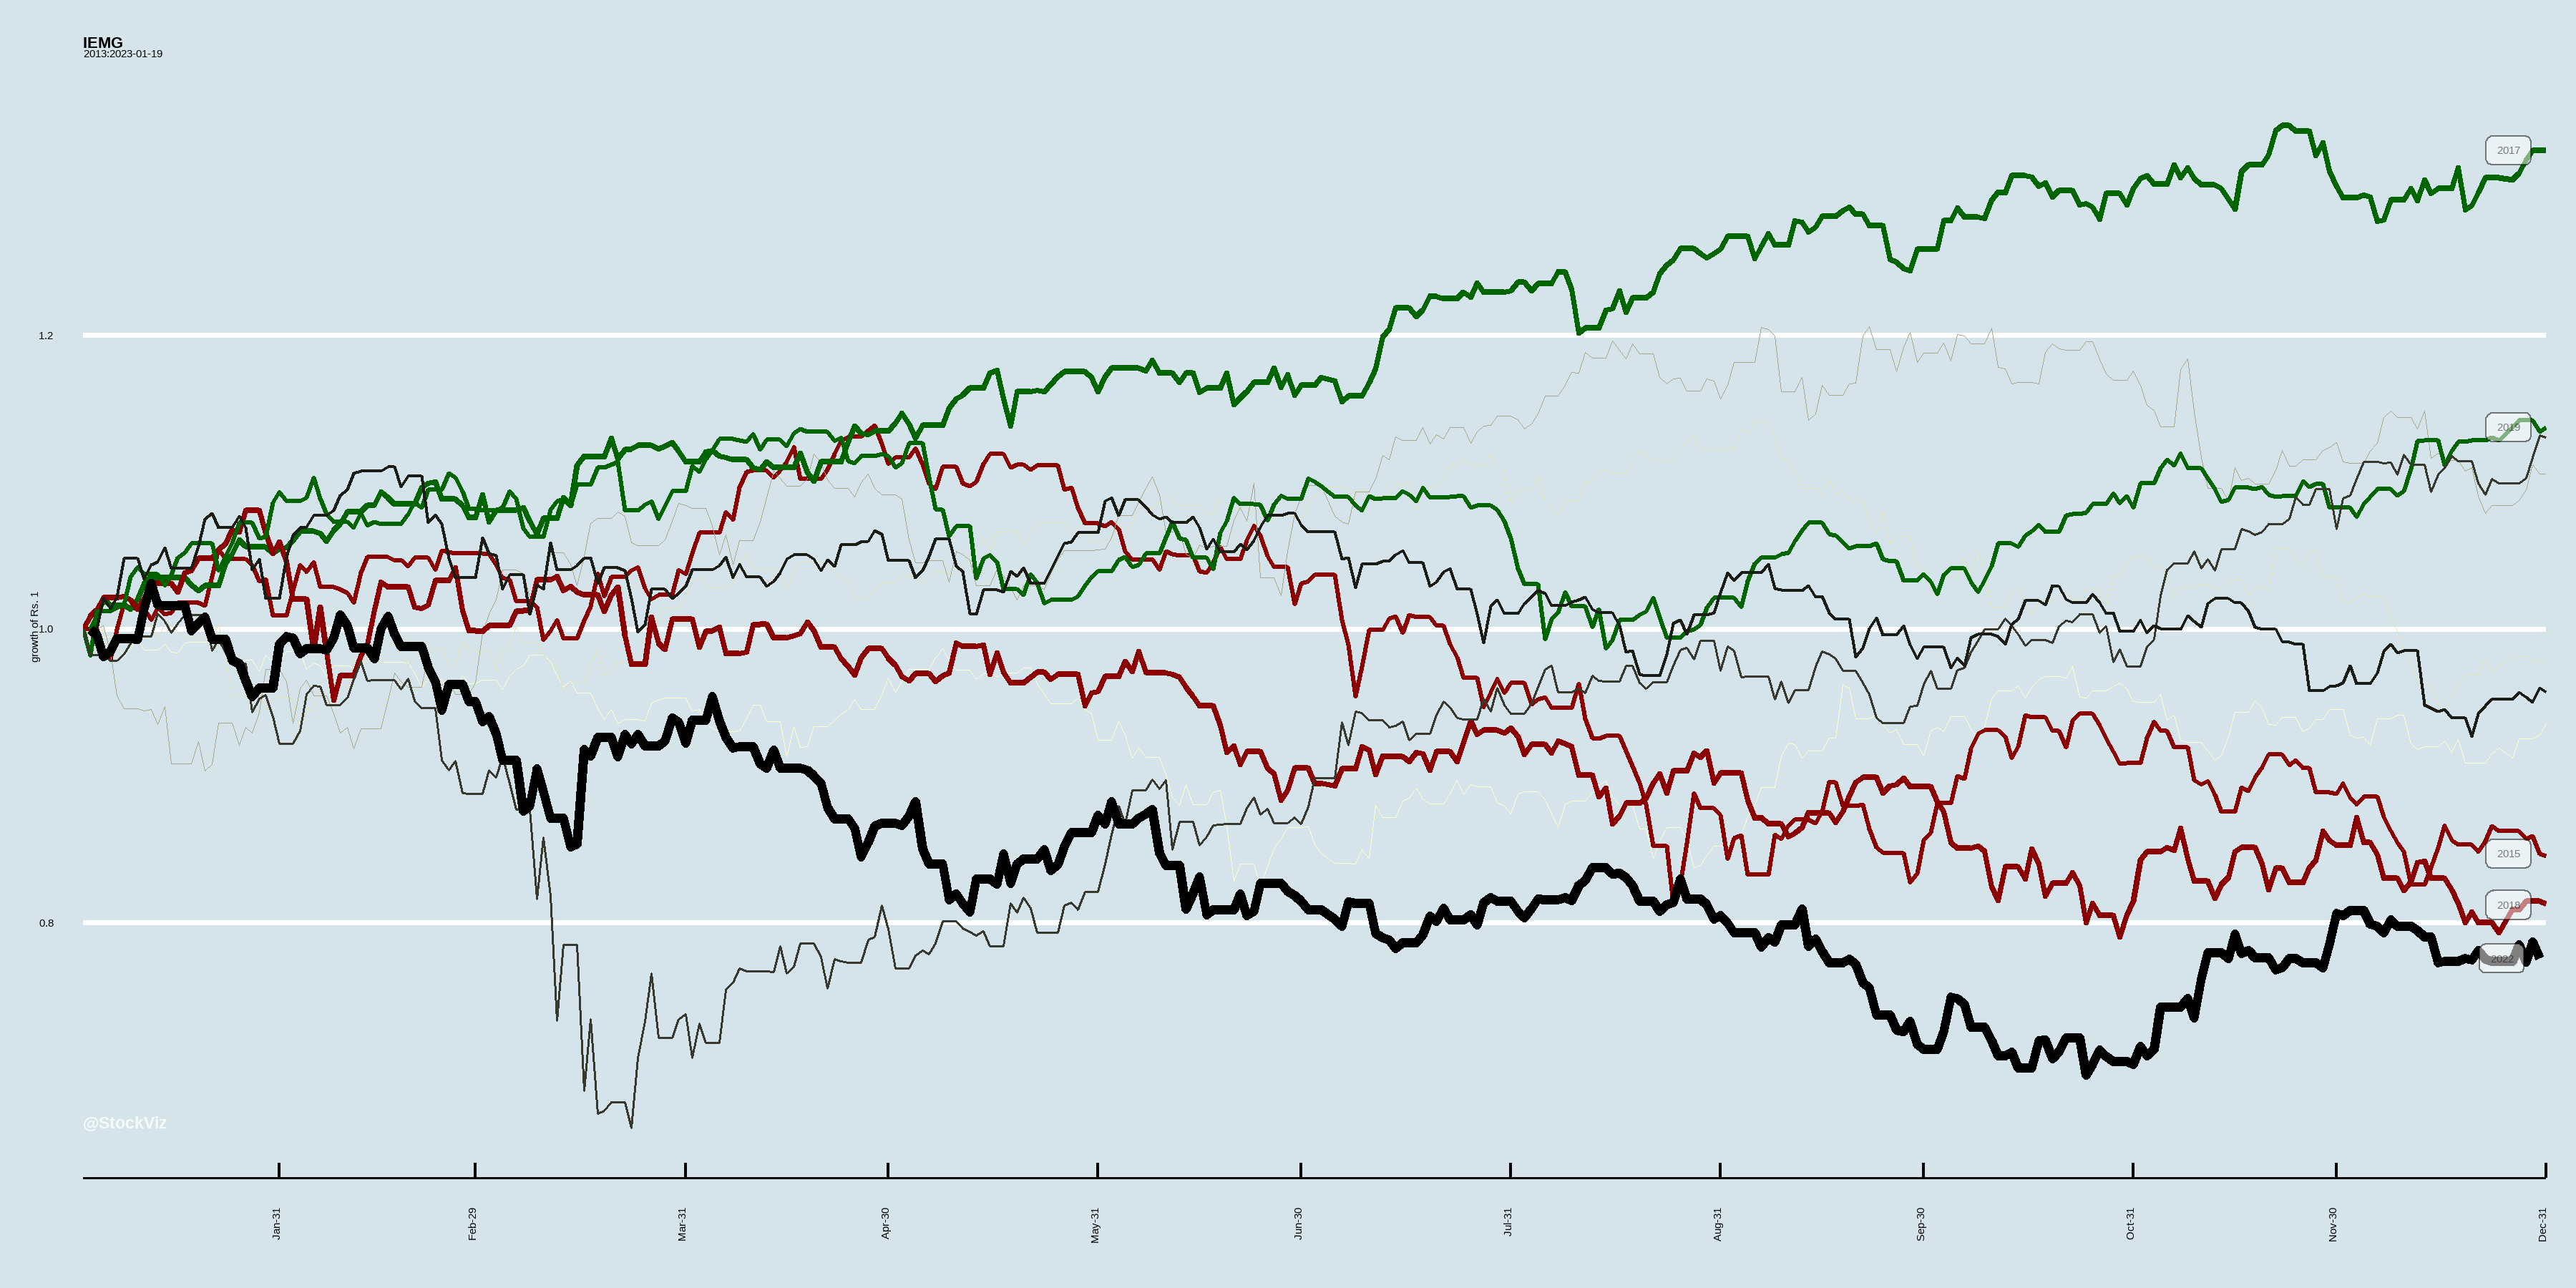 IEMG
2013:2023-01-19
2017
1.2
2019
growth of Rs. 1
1.0
2015
2018
0.8
2022
@StockViz
Jan-31
Feb-29
Mar-31
Apr-30
May-31
Jun-30
Jul-31
Aug-31
Sep-30
Oct-31
Nov-30
Dec-31